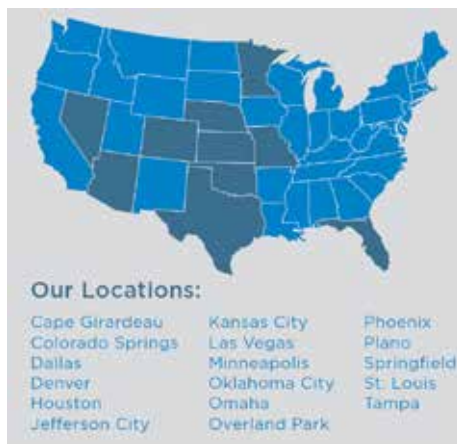 Our Locations:
Cape Girardeau
Colorado Springs
Dallas
Denver
Houston
Jefferson City
Kansas City
Las Vegas
Minneapolis
Oklahoma City
Omaha
Overland Park
Phoenix
Plano
Springfield
St. Louis
Tampa